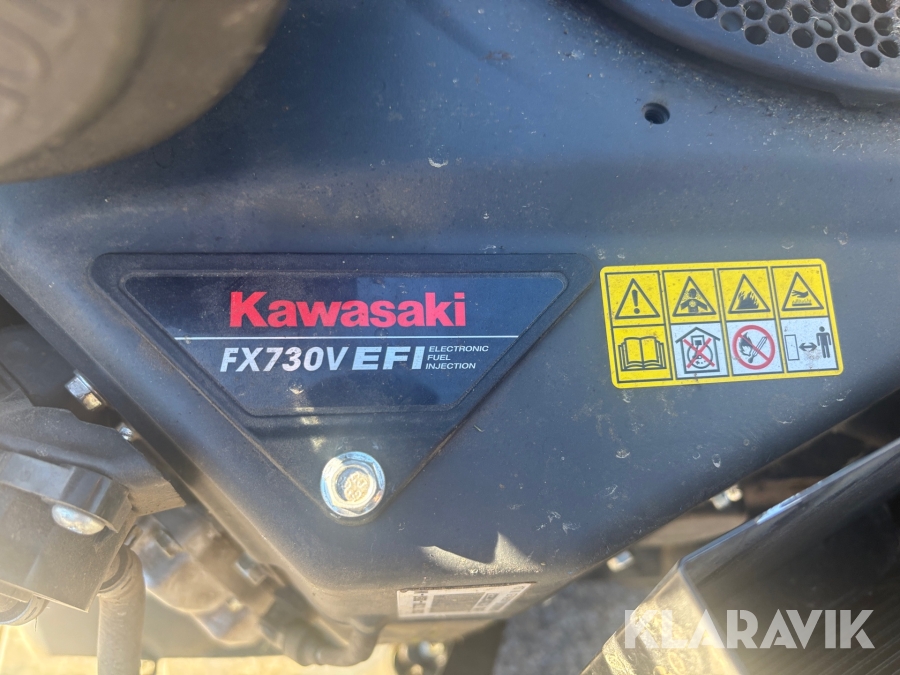 Kawasaki
FX730V EFI ELECTRONIC
FUEL
INJECTION
KLARAVIK